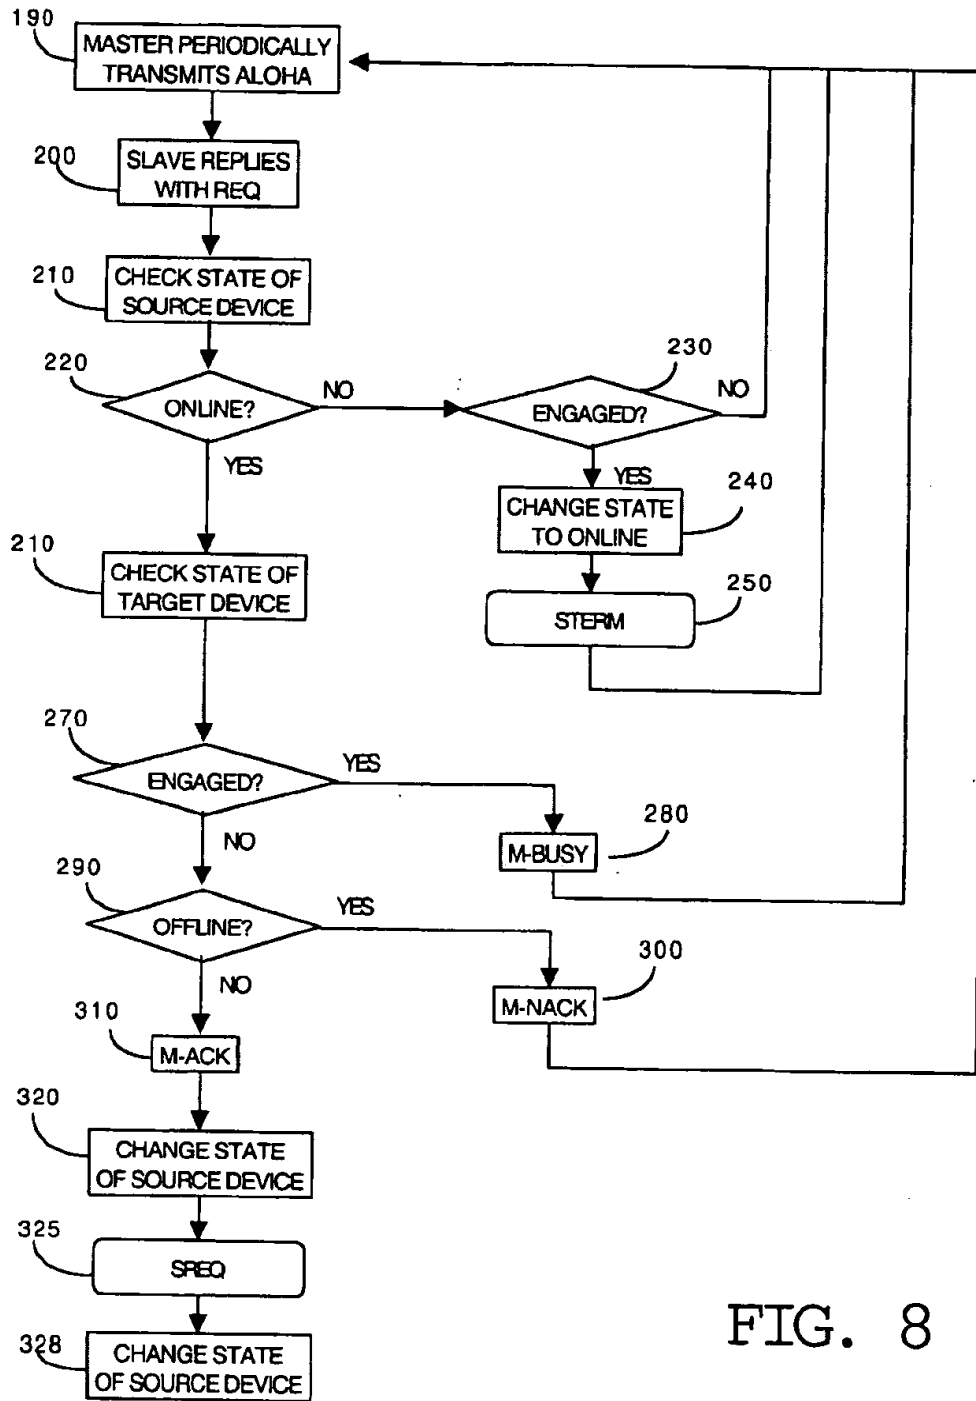 190
MASTER PERIODICALLY
TRANSMITS ALOHA
200
SLAVE REPLIES
WITH REQ
210
CHECK STATE OF
SOURCE DEVICE
220
ONLINE?
NO
230
ENGAGED?
NO
YES
YES
240
CHANGE STATE
TO ONLINE
210
CHECK STATE OF
TARGET DEVICE
250
STERM
270
ENGAGED?
YES
NO
280
M-BUSY
290
OFFLINE?
YES
NO
300
M-NACK
310
M-ACK
320
CHANGE STATE
OF SOURCE DEVICE
325
SREQ
328
CHANGE STATE
OF SOURCE DEVICE
FIG. 8